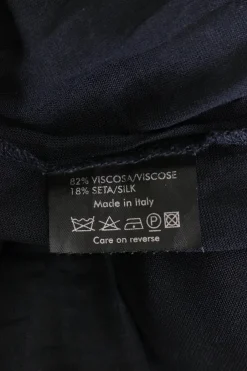 82% VISCOSA/VISCOSE
18% SETA/SILK
Made in Italy
P
Care on reverse